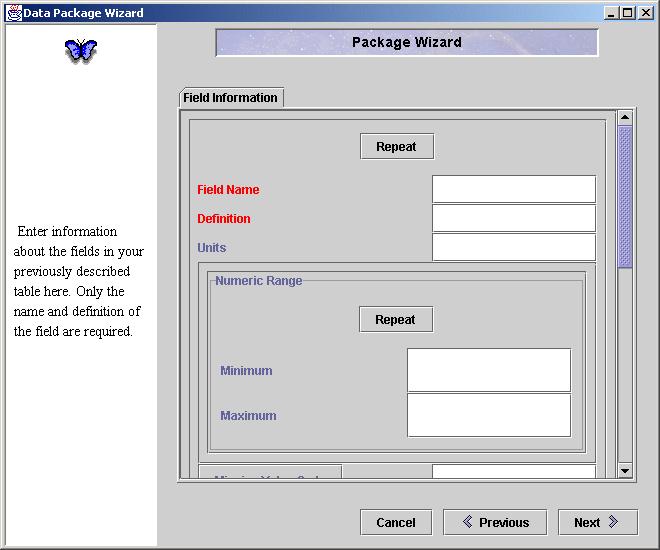 Data Package Wizard
Package Wizard
Field Information
Repeat
Field Name
Definition
Units
Enter information
about the fields in your
previously described
table here. Only the
name and definition of
the field are required.
Numeric Range
Repeat
Minimum
Maximum
Cancel
Previous
Next